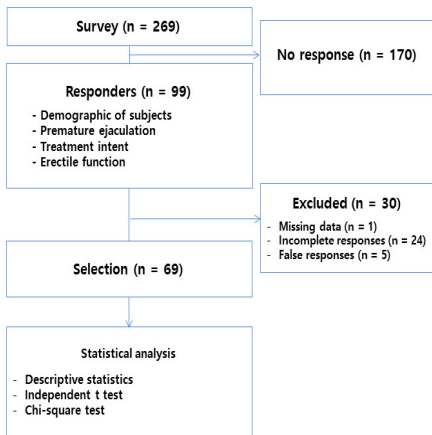 Survey (n = 269)
No response (n = 170)
Responders (n = 99)
- Demographic of subjects
- Premature ejaculation
- Treatment intent
- Erectile function
Excluded (n = 30)
- Missing data (n = 1)
- Incomplete responses (n = 24)
- False responses (n = 5)
Selection (n = 69)
Statistical analysis
- Descriptive statistics
- Independent t test
- Chi-square test